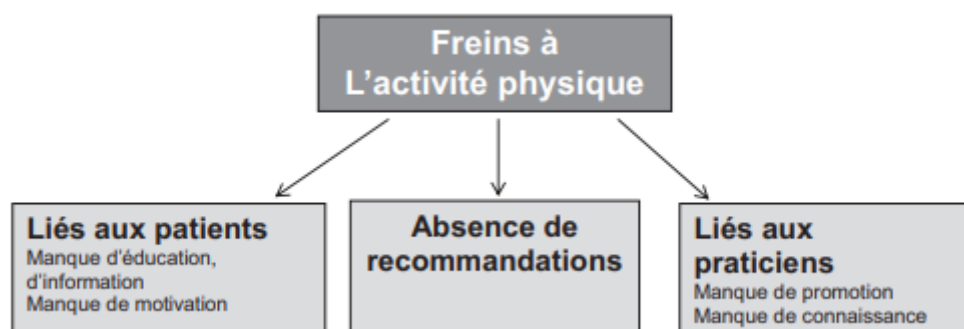 Freins à
L’activité physique
Liés aux patients
Manque d’éducation,
d’information
Manque de motivation
Absence de
recommandations
Liés aux
praticiens
Manque de promotion
Manque de connaissance